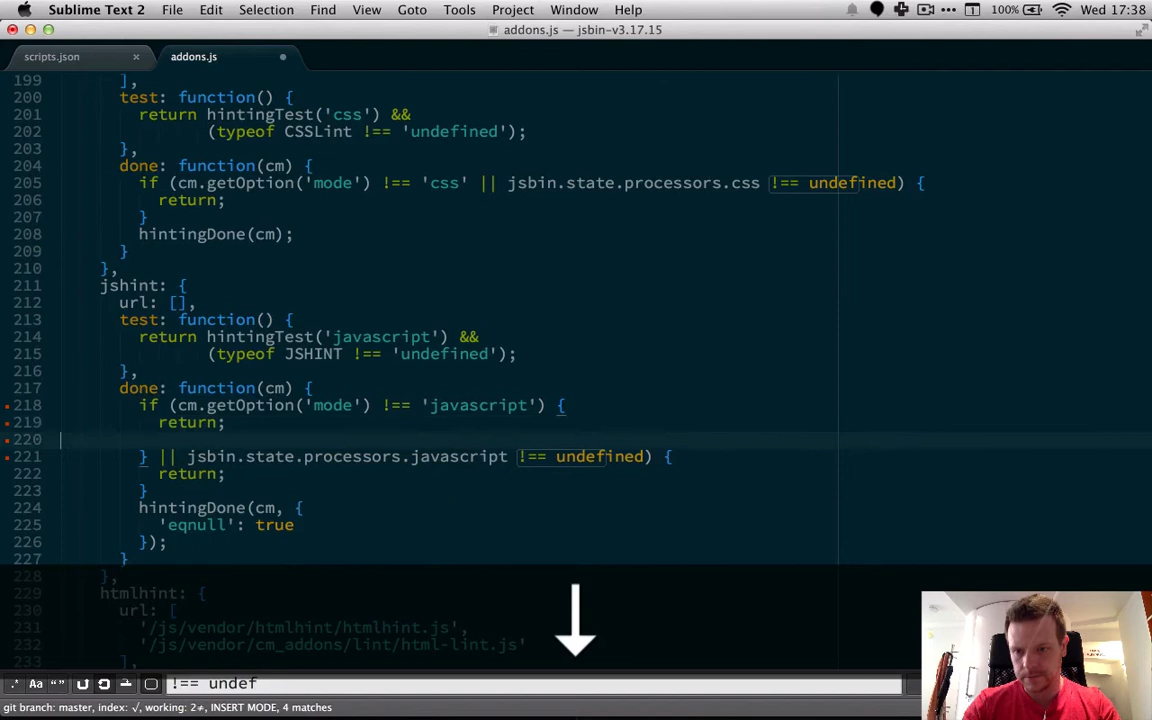 Sublime Text 2 File Edit Selection Find View Goto Tools Project Window Help 1 100% Wed 17:38
addons.js — jsbin-v3.17.15
scripts.json × addons.js
199 ],
200 test: function() {
201 return hintingTest('css') &&
202 (typeof CSSLint !== 'undefined');
203 },
204 done: function(cm) {
205 if (cm.getOption('mode') !== 'css' || jsbin.state.processors.css !== undefined) {
206 return;
207 }
208 hintingDone(cm);
209 }
210 },
211 jshint: {
212 url: [],
213 test: function() {
214 return hintingTest('javascript') &&
215 (typeof JSHINT !== 'undefined');
216 },
217 done: function(cm) {
218 if (cm.getOption('mode') !== 'javascript') {
219 return;
220
221 } || jsbin.state.processors.javascript !== undefined) {
222 return;
223 }
224 hintingDone(cm, {
225 'eqnull': true
226 });
227 }
228 },
229 htmlhint: {
230 url: [
231 '/js/vendor/htmlhint/htmlhint.js',
232 '/js/vendor/cm_addons/lint/html-lint.js'
233 ],
.* Aa “” !== undef
git branch: master, index: √, working: 2≠, INSERT MODE, 4 matches